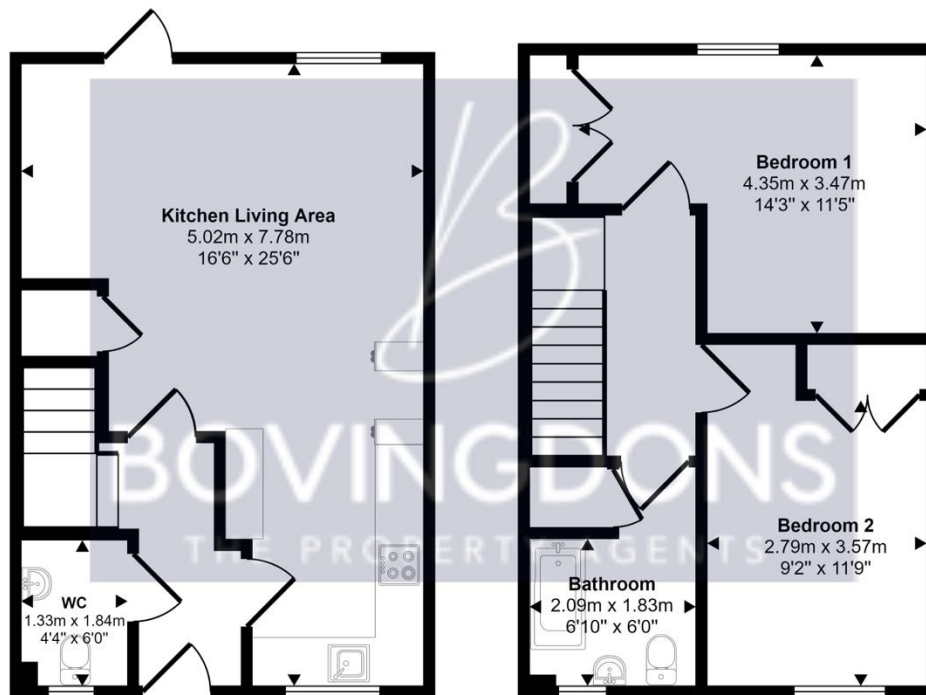 Kitchen Living Area
5.02m x 7.78m
16'6" x 25'6"
WC
1.33m x 1.84m
4'4" x 6'0"
Bedroom 1
4.35m x 3.47m
14'3" x 11'5"
Bedroom 2
2.79m x 3.57m
9'2" x 11'9"
Bathroom
2.09m x 1.83m
6'10" x 6'0"
B
BOVINGDONS
THE PROPERTY AGENTS